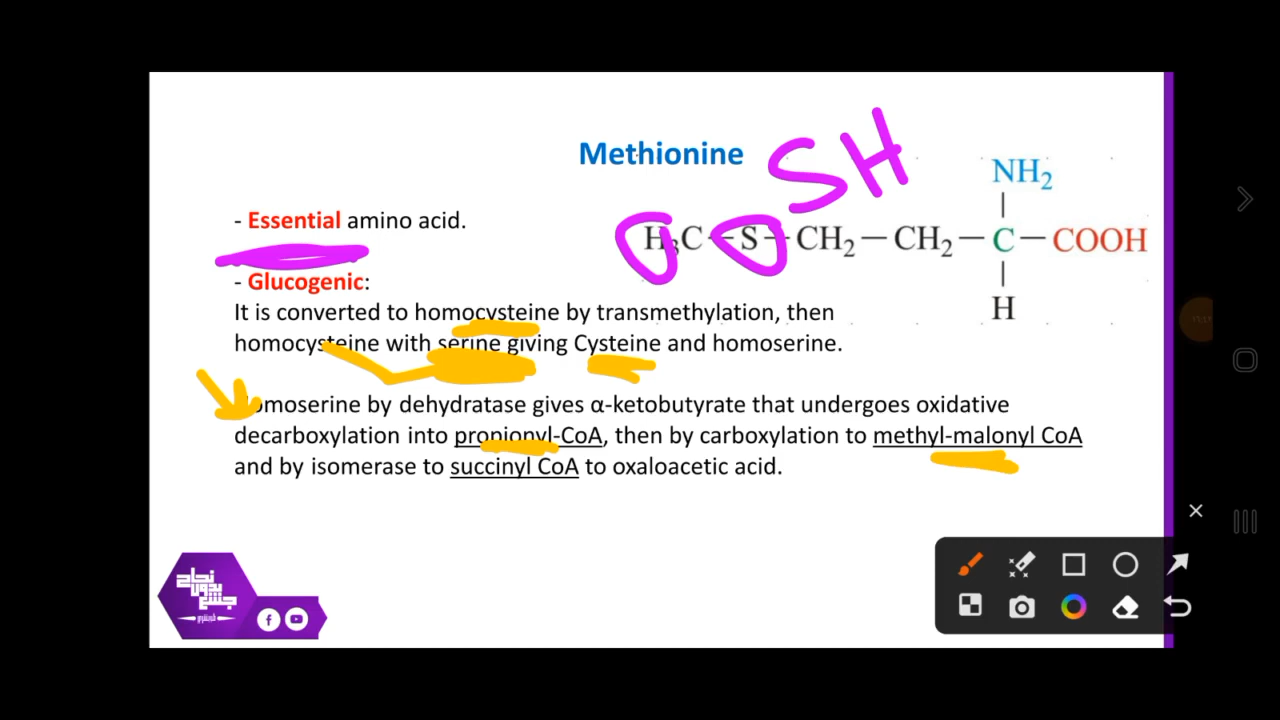 Methionine
SH
NH₂
- Essential amino acid.
H₃C–S–CH₂–CH₂–C–COOH
H
- Glucogenic:
It is converted to homocysteine by transmethylation, then
homocysteine with serine giving Cysteine and homoserine.
omoserine by dehydratase gives α-ketobutyrate that undergoes oxidative
decarboxylation into propionyl-CoA, then by carboxylation to methyl-malonyl CoA
and by isomerase to succinyl CoA to oxaloacetic acid.